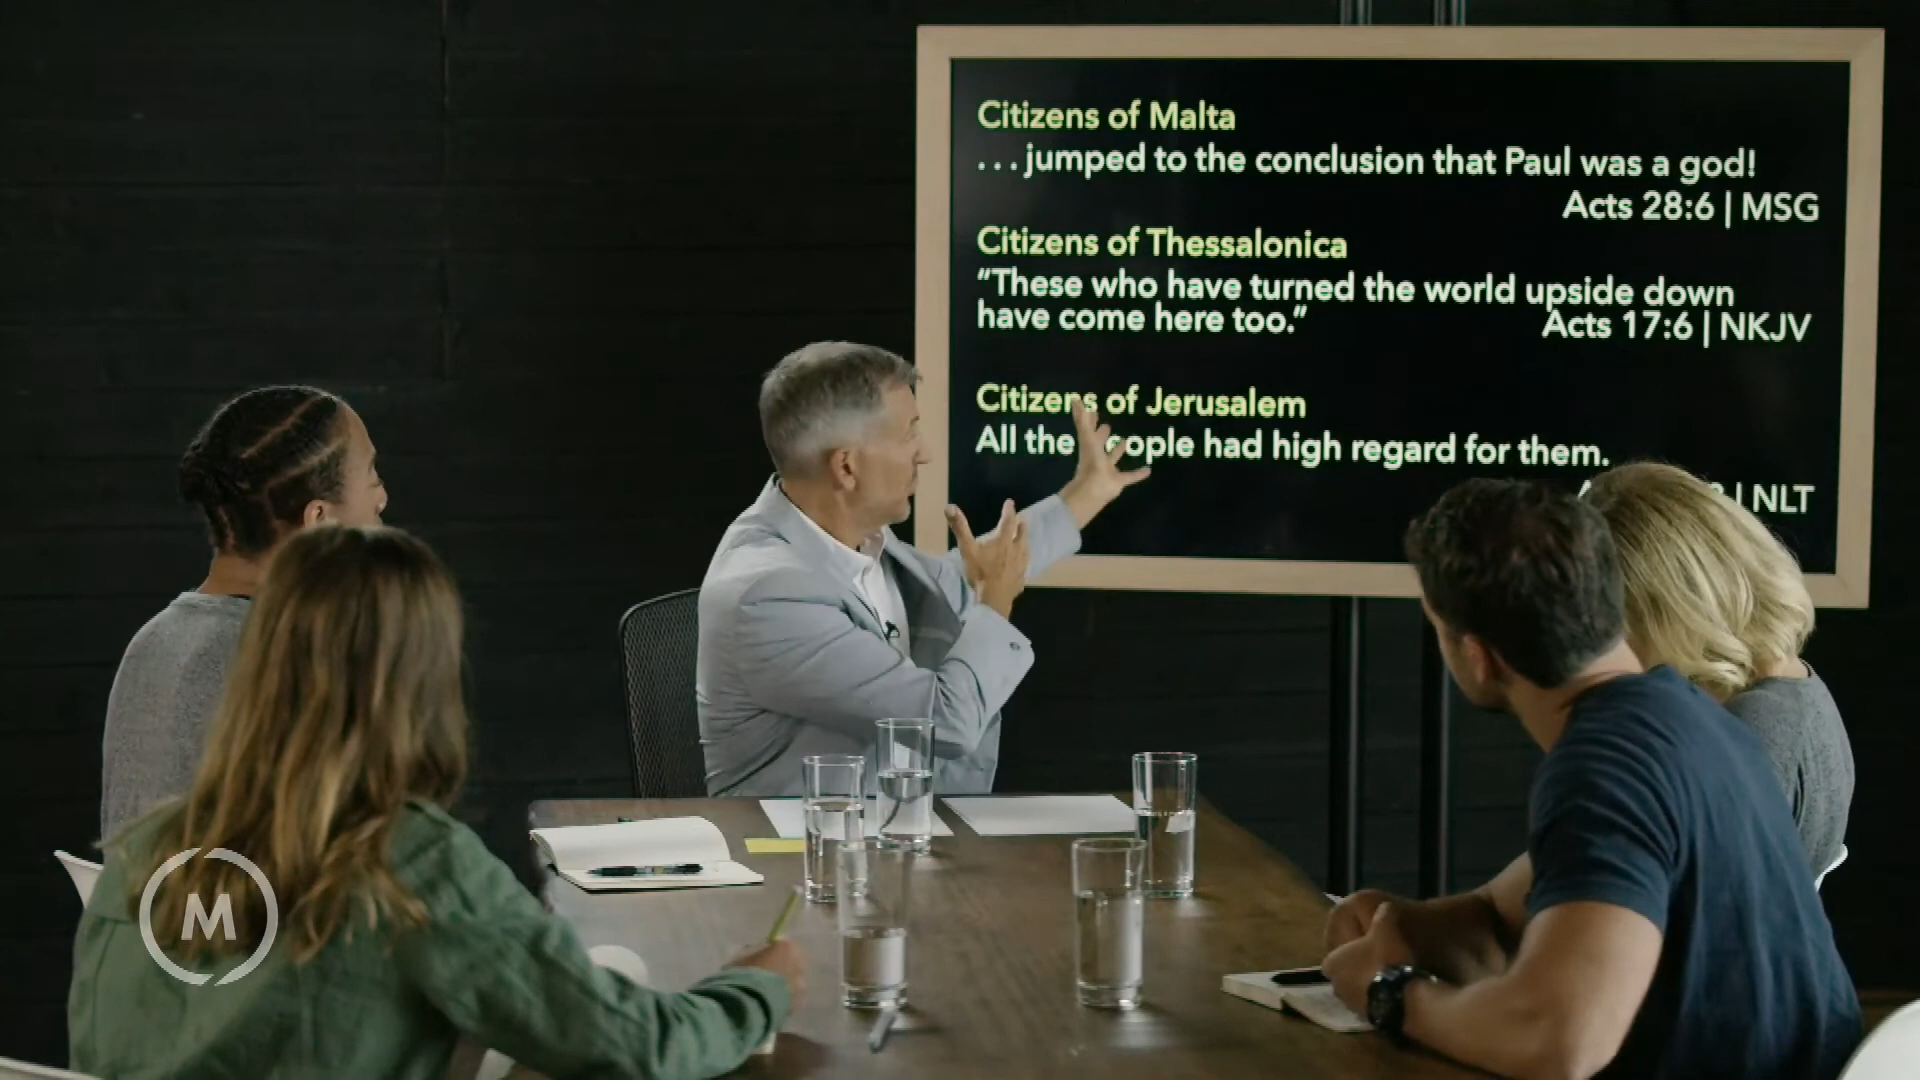 Citizens of Malta
...jumped to the conclusion that Paul was a god!
Acts 28:6 | MSG
Citizens of Thessalonica
“These who have turned the world upside down
have come here too.”
Acts 17:6 | NKJV
Citizens of Jerusalem
All the had high regard for them.
| NLT
M